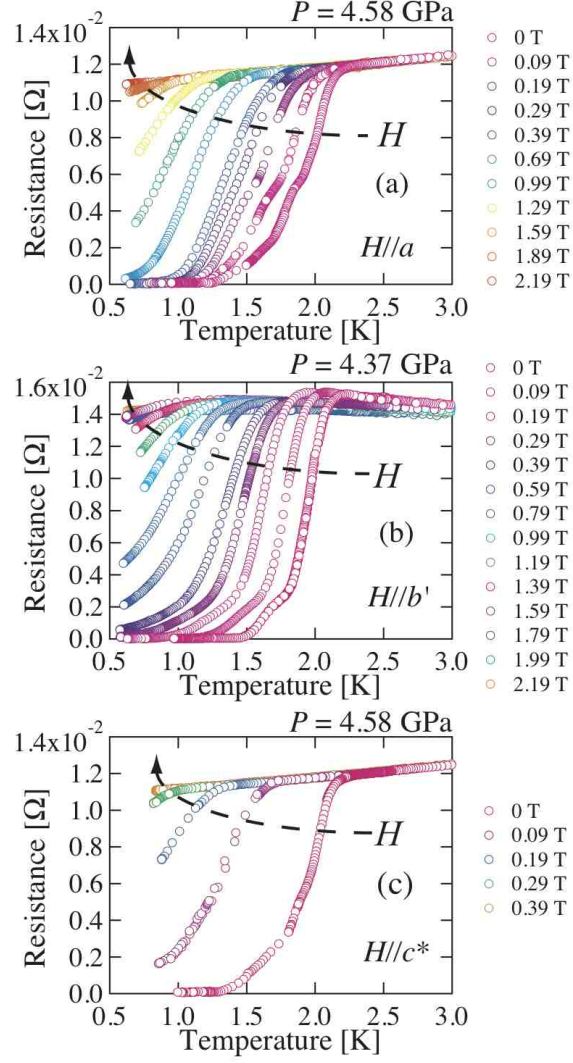 P = 4.58 GPa
1.4x10⁻²
1.2
1.0
0.8
0.6
0.4
0.2
0.0
Resistance [Ω]
H
(a)
H//a
0.5 1.0 1.5 2.0 2.5 3.0
Temperature [K]
0 T
0.09 T
0.19 T
0.29 T
0.39 T
0.69 T
0.99 T
1.29 T
1.59 T
1.89 T
2.19 T
P = 4.37 GPa
1.6x10⁻²
1.4
1.2
1.0
0.8
0.6
0.4
0.2
0.0
Resistance [Ω]
H
(b)
H//b'
0.5 1.0 1.5 2.0 2.5 3.0
Temperature [K]
0 T
0.09 T
0.19 T
0.29 T
0.39 T
0.59 T
0.79 T
0.99 T
1.19 T
1.39 T
1.59 T
1.79 T
1.99 T
2.19 T
P = 4.58 GPa
1.4x10⁻²
1.2
1.0
0.8
0.6
0.4
0.2
0.0
Resistance [Ω]
H
(c)
H//c*
0.5 1.0 1.5 2.0 2.5 3.0
Temperature [K]
0 T
0.09 T
0.19 T
0.29 T
0.39 T